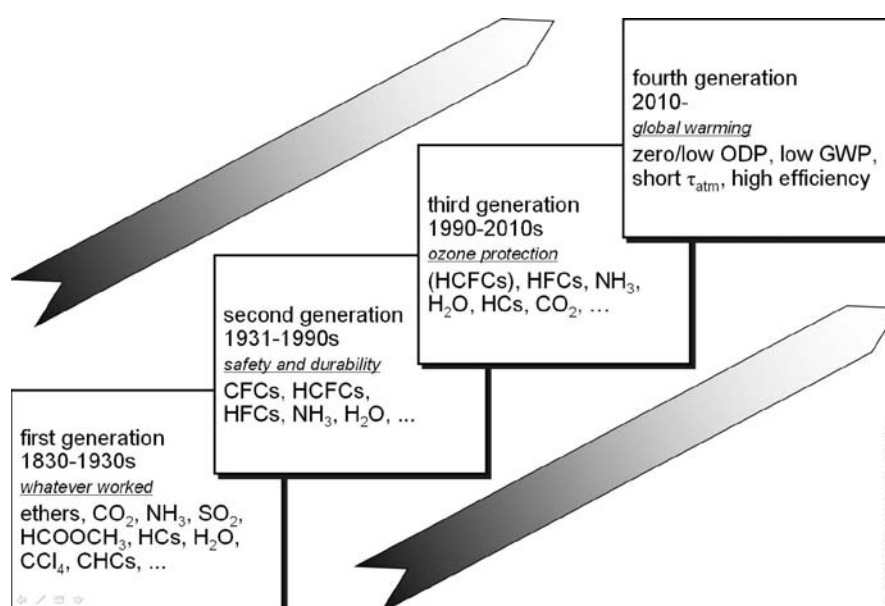 first generation
1830-1930s
whatever worked
ethers, CO₂, NH₃, SO₂,
HCOOCH₃, HCs, H₂O,
CCl₄, CHCs, ...
second generation
1931-1990s
safety and durability
CFCs, HCFCs,
HFCs, NH₃, H₂O, ...
third generation
1990-2010s
ozone protection
(HCFCs), HFCs, NH₃,
H₂O, HCs, CO₂, ...
fourth generation
2010-
global warming
zero/low ODP, low GWP,
short τatm, high efficiency